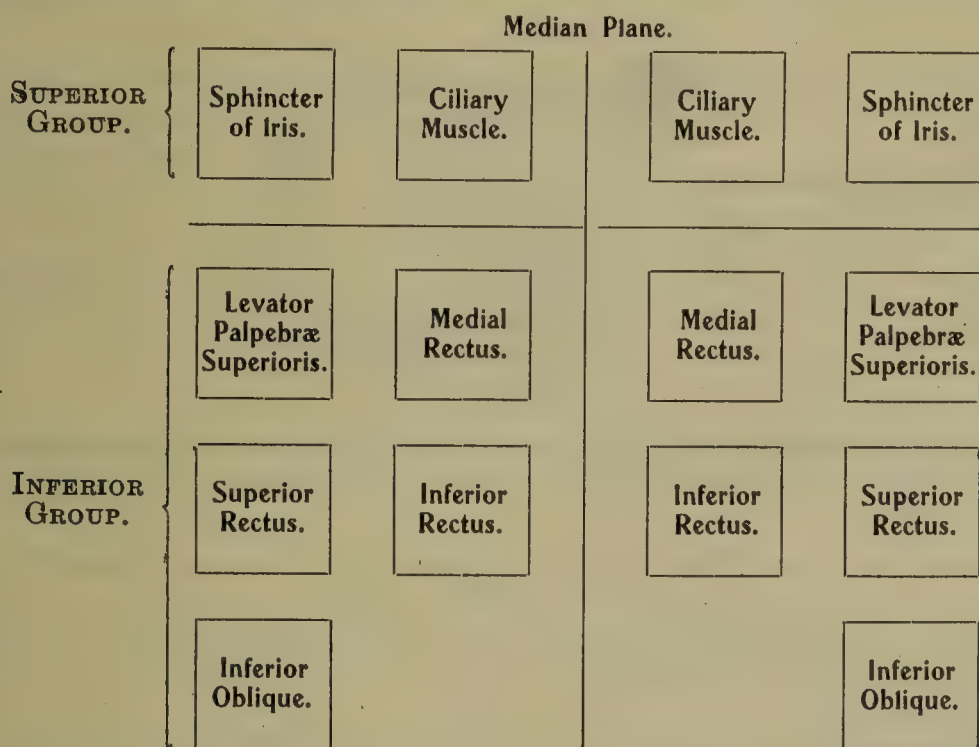 Median Plane.
SUPERIOR
GROUP.
Sphincter
of Iris.
Ciliary
Muscle.
Ciliary
Muscle.
Sphincter
of Iris.
INFERIOR
GROUP.
Levator
Palpebræ
Superioris.
Medial
Rectus.
Medial
Rectus.
Levator
Palpebræ
Superioris.
Superior
Rectus.
Inferior
Rectus.
Inferior
Rectus.
Superior
Rectus.
Inferior
Oblique.
Inferior
Oblique.